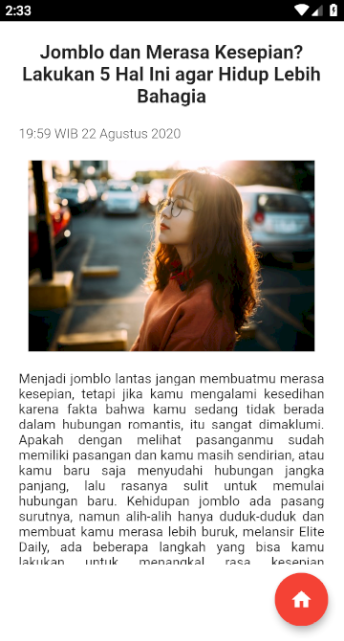 2:33
Jomblo dan Merasa Kesepian?
Lakukan 5 Hal Ini agar Hidup Lebih
Bahagia
19:59 WIB 22 Agustus 2020
Menjadi jomblo lantas jangan membuatmu merasa
kesepian, tetapi jika kamu mengalami kesedihan
karena fakta bahwa kamu sedang tidak berada
dalam hubungan romantis, itu sangat dimaklumi.
Apakah dengan melihat pasanganmu sudah
memiliki pasangan dan kamu masih sendirian, atau
kamu baru saja menyudahi hubungan jangka
panjang, lalu rasanya sulit untuk memulai
hubungan baru. Kehidupan jomblo ada pasang
surutnya, namun alih-alih hanya duduk-duduk dan
membuat kamu merasa lebih buruk, melansir Elite
Daily, ada beberapa langkah yang bisa kamu
lakukan untuk menangkal rasa kesepian